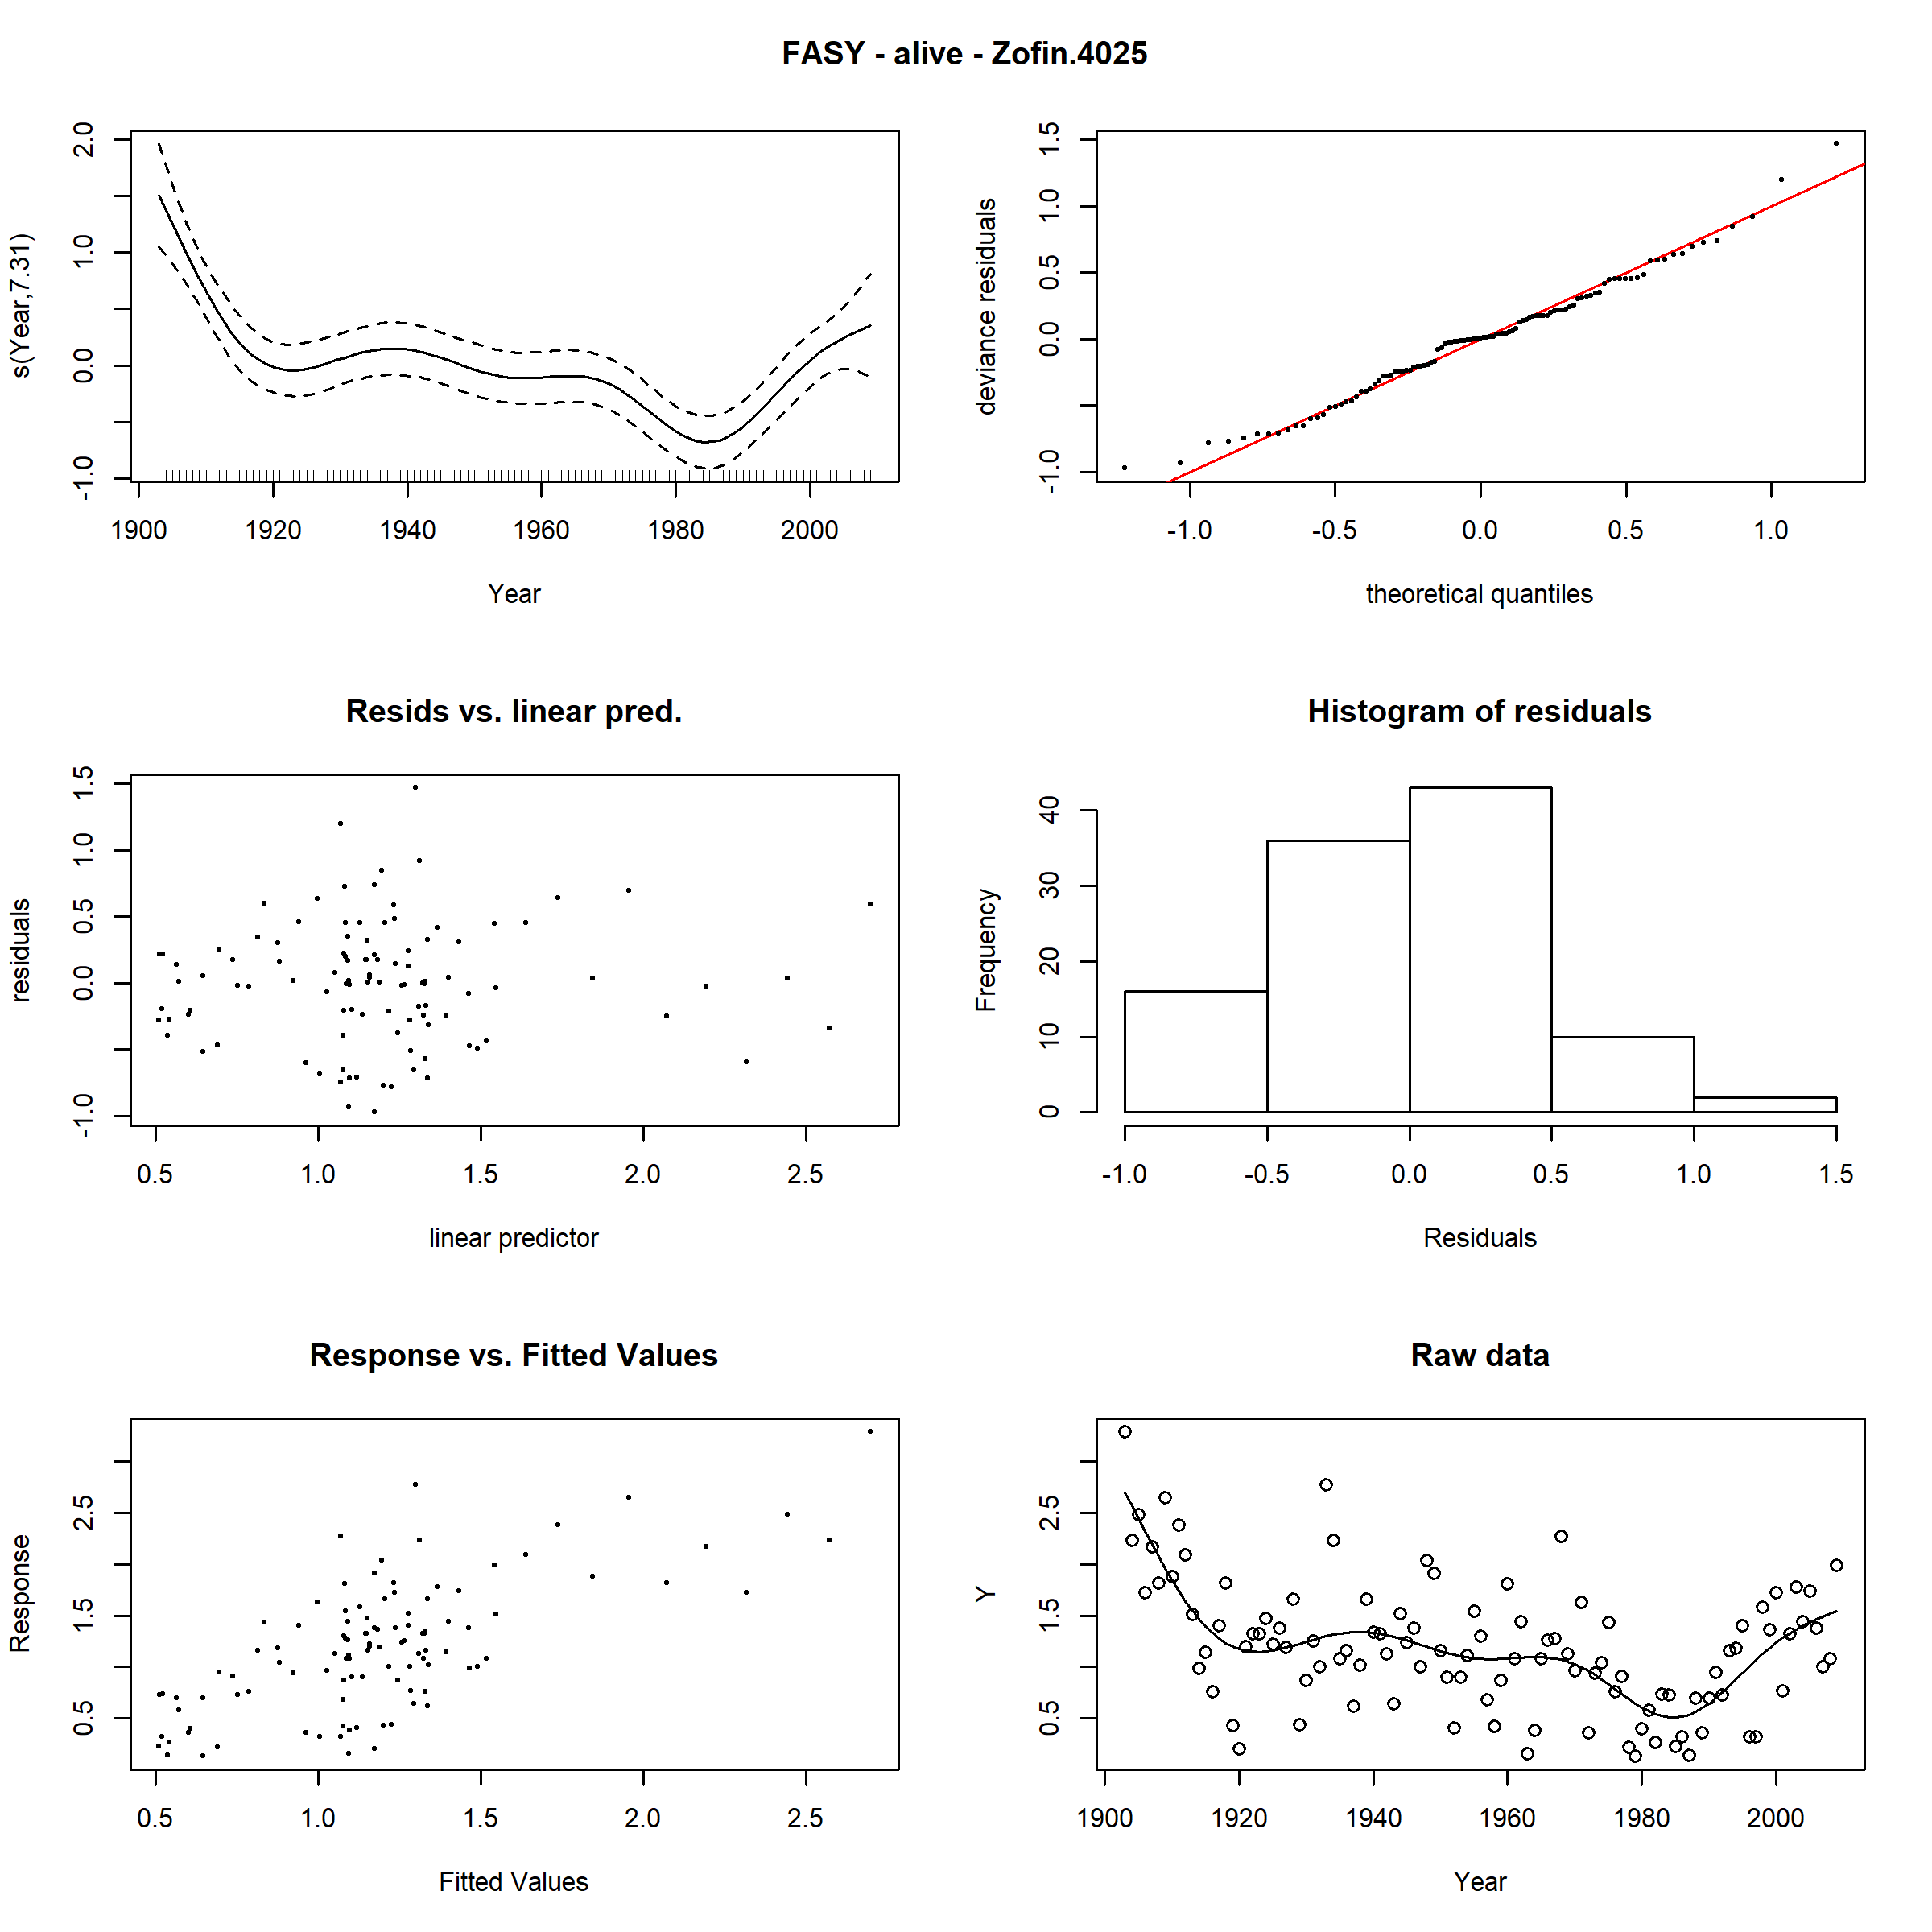 FASY - alive - Zofin.4025
s(Year,7.31)
-1.0 0.0 1.0 2.0
1900 1920 1940 1960 1980 2000
Year
deviance residuals
-1.0 0.0 0.5 1.0 1.5
-1.0 -0.5 0.0 0.5 1.0
theoretical quantiles
Resids vs. linear pred.
residuals
-1.0 0.0 0.5 1.0 1.5
0.5 1.0 1.5 2.0 2.5
linear predictor
Histogram of residuals
Frequency
0 10 20 30 40
-1.0 -0.5 0.0 0.5 1.0 1.5
Residuals
Response vs. Fitted Values
Response
0.5 1.5 2.5
0.5 1.0 1.5 2.0 2.5
Fitted Values
Raw data
Y
0.5 1.5 2.5
1900 1920 1940 1960 1980 2000
Year